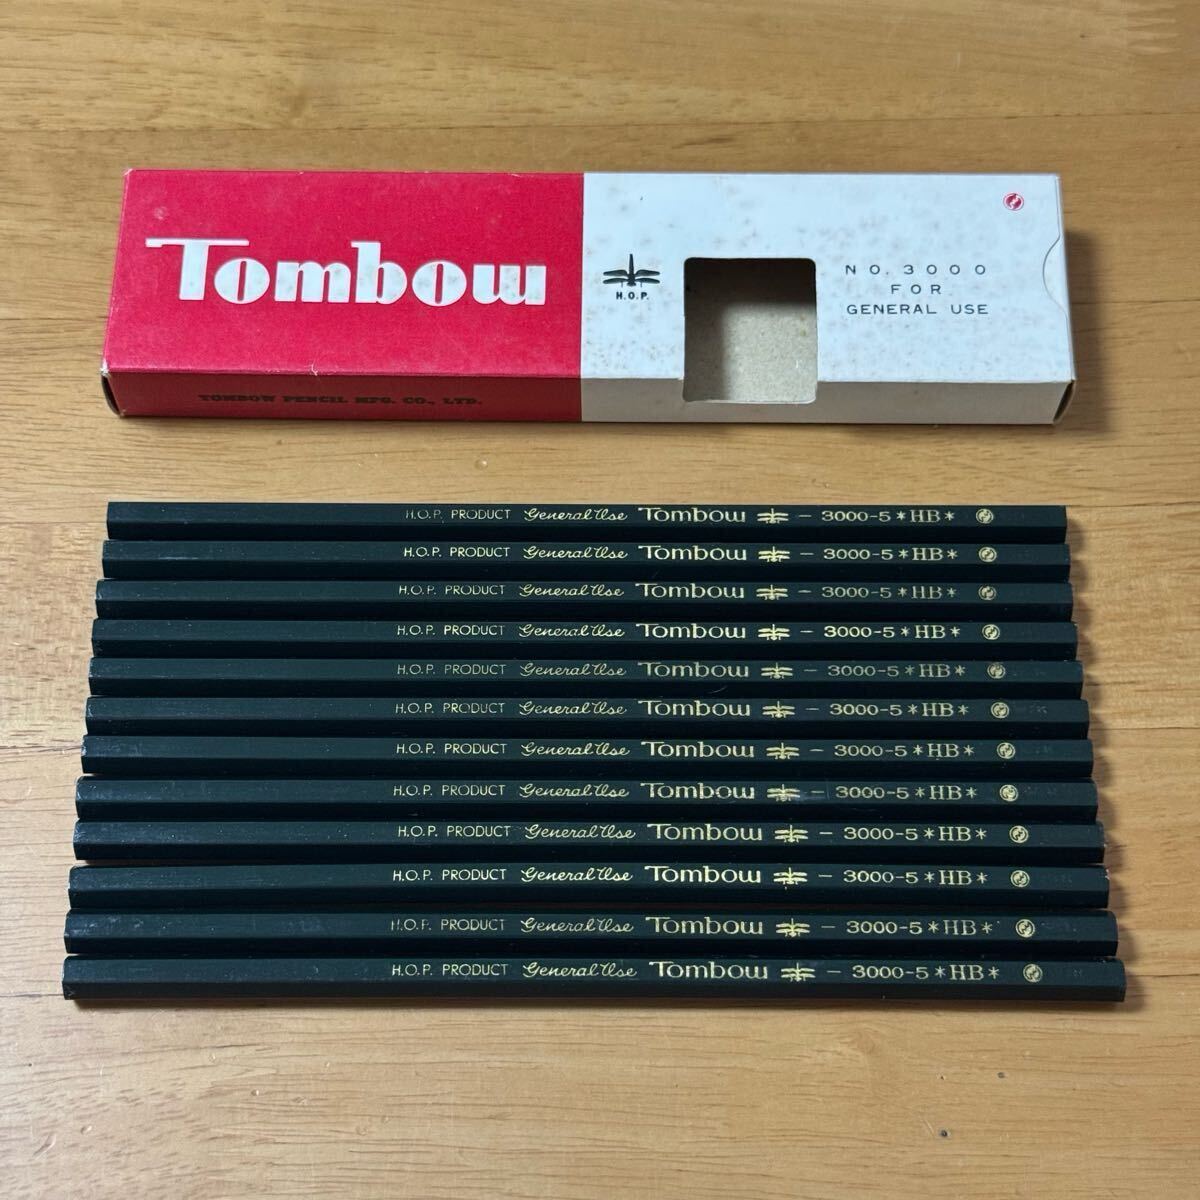 Tombow
H.O.P.
NO. 3000
FOR
GENERAL USE
TOMBOW PENCIL MFG. CO., LTD.
H.O.P. PRODUCT General Use Tombow - 3000-5 *HB*
H.O.P. PRODUCT General Use Tombow - 3000-5 *HB*
H.O.P. PRODUCT General Use Tombow - 3000-5 *HB*
H.O.P. PRODUCT General Use Tombow - 3000-5 *HB*
H.O.P. PRODUCT General Use Tombow - 3000-5 *HB*
H.O.P. PRODUCT General Use Tombow - 3000-5 *HB*
H.O.P. PRODUCT General Use Tombow - 3000-5 *HB*
H.O.P. PRODUCT General Use Tombow - 3000-5 *HB*
H.O.P. PRODUCT General Use Tombow - 3000-5 *HB*
H.O.P. PRODUCT General Use Tombow - 3000-5 *HB*
H.O.P. PRODUCT General Use Tombow - 3000-5 *HB*
H.O.P. PRODUCT General Use Tombow - 3000-5 *HB*